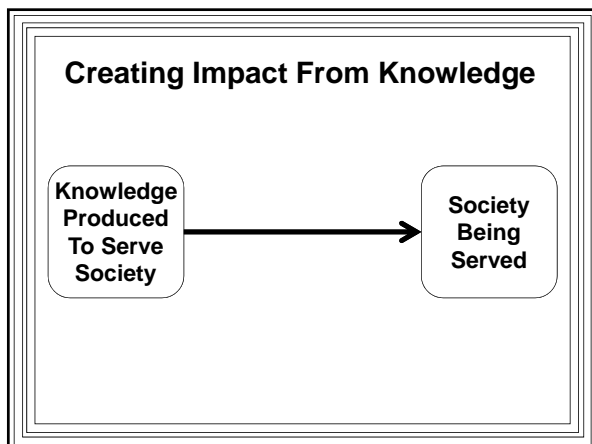 Creating Impact From Knowledge
Knowledge
Produced
To Serve
Society
Society
Being
Served